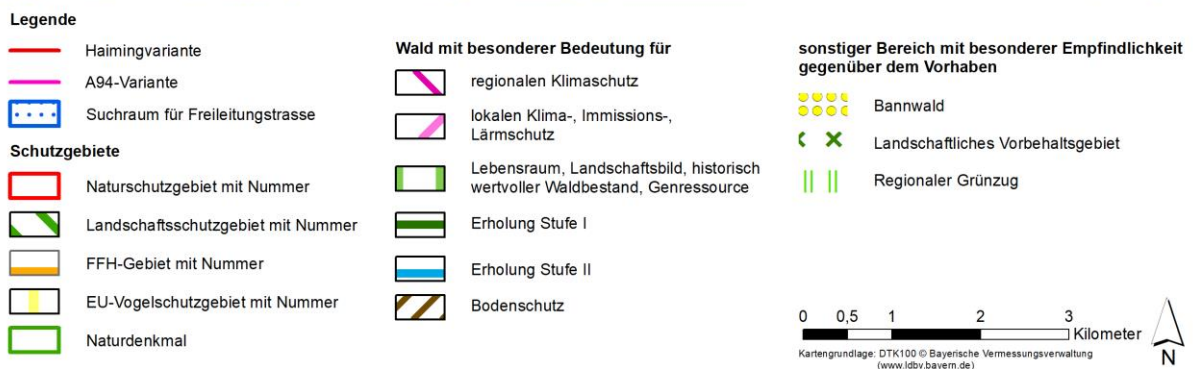 Legende
Haimingvariante
A94-Variante
Suchraum für Freileitungstrasse
Schutzgebiete
Naturschutzgebiet mit Nummer
Landschaftsschutzgebiet mit Nummer
FFH-Gebiet mit Nummer
EU-Vogelschutzgebiet mit Nummer
Naturdenkmal
Wald mit besonderer Bedeutung für
regionalen Klimaschutz
lokalen Klima-, Immissions-,
Lärmschutz
Lebensraum, Landschaftsbild, historisch
wertvoller Waldbestand, Genressource
Erholung Stufe I
Erholung Stufe II
Bodenschutz
sonstiger Bereich mit besonderer Empfindlichkeit
gegenüber dem Vorhaben
Bannwald
Landschaftliches Vorbehaltsgebiet
Regionaler Grünzug
0 0,5 1 2 3
Kilometer
N
Kartengrundlage: DTK100 © Bayerische Vermessungsverwaltung
(www.ldbv.bayern.de)